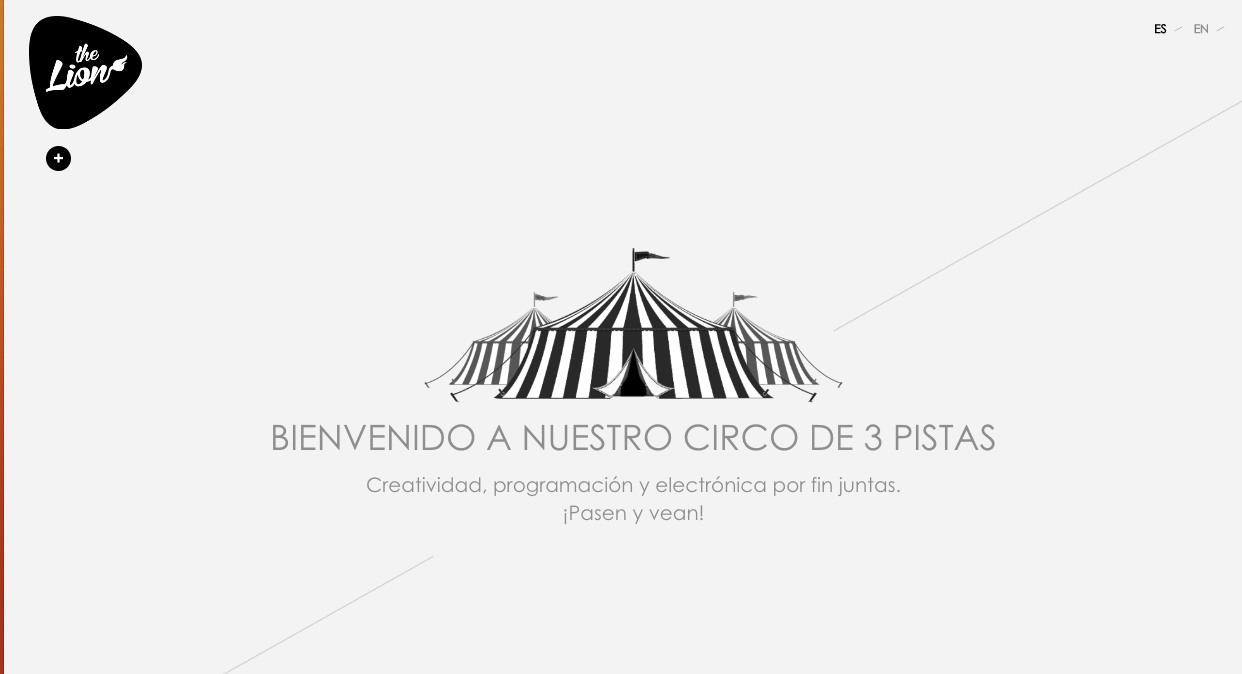 the
Lion
ES
EN
BIENVENIDO A NUESTRO CIRCO DE 3 PISTAS
Creatividad, programación y electrónica por fin juntas.
¡Pasen y vean!